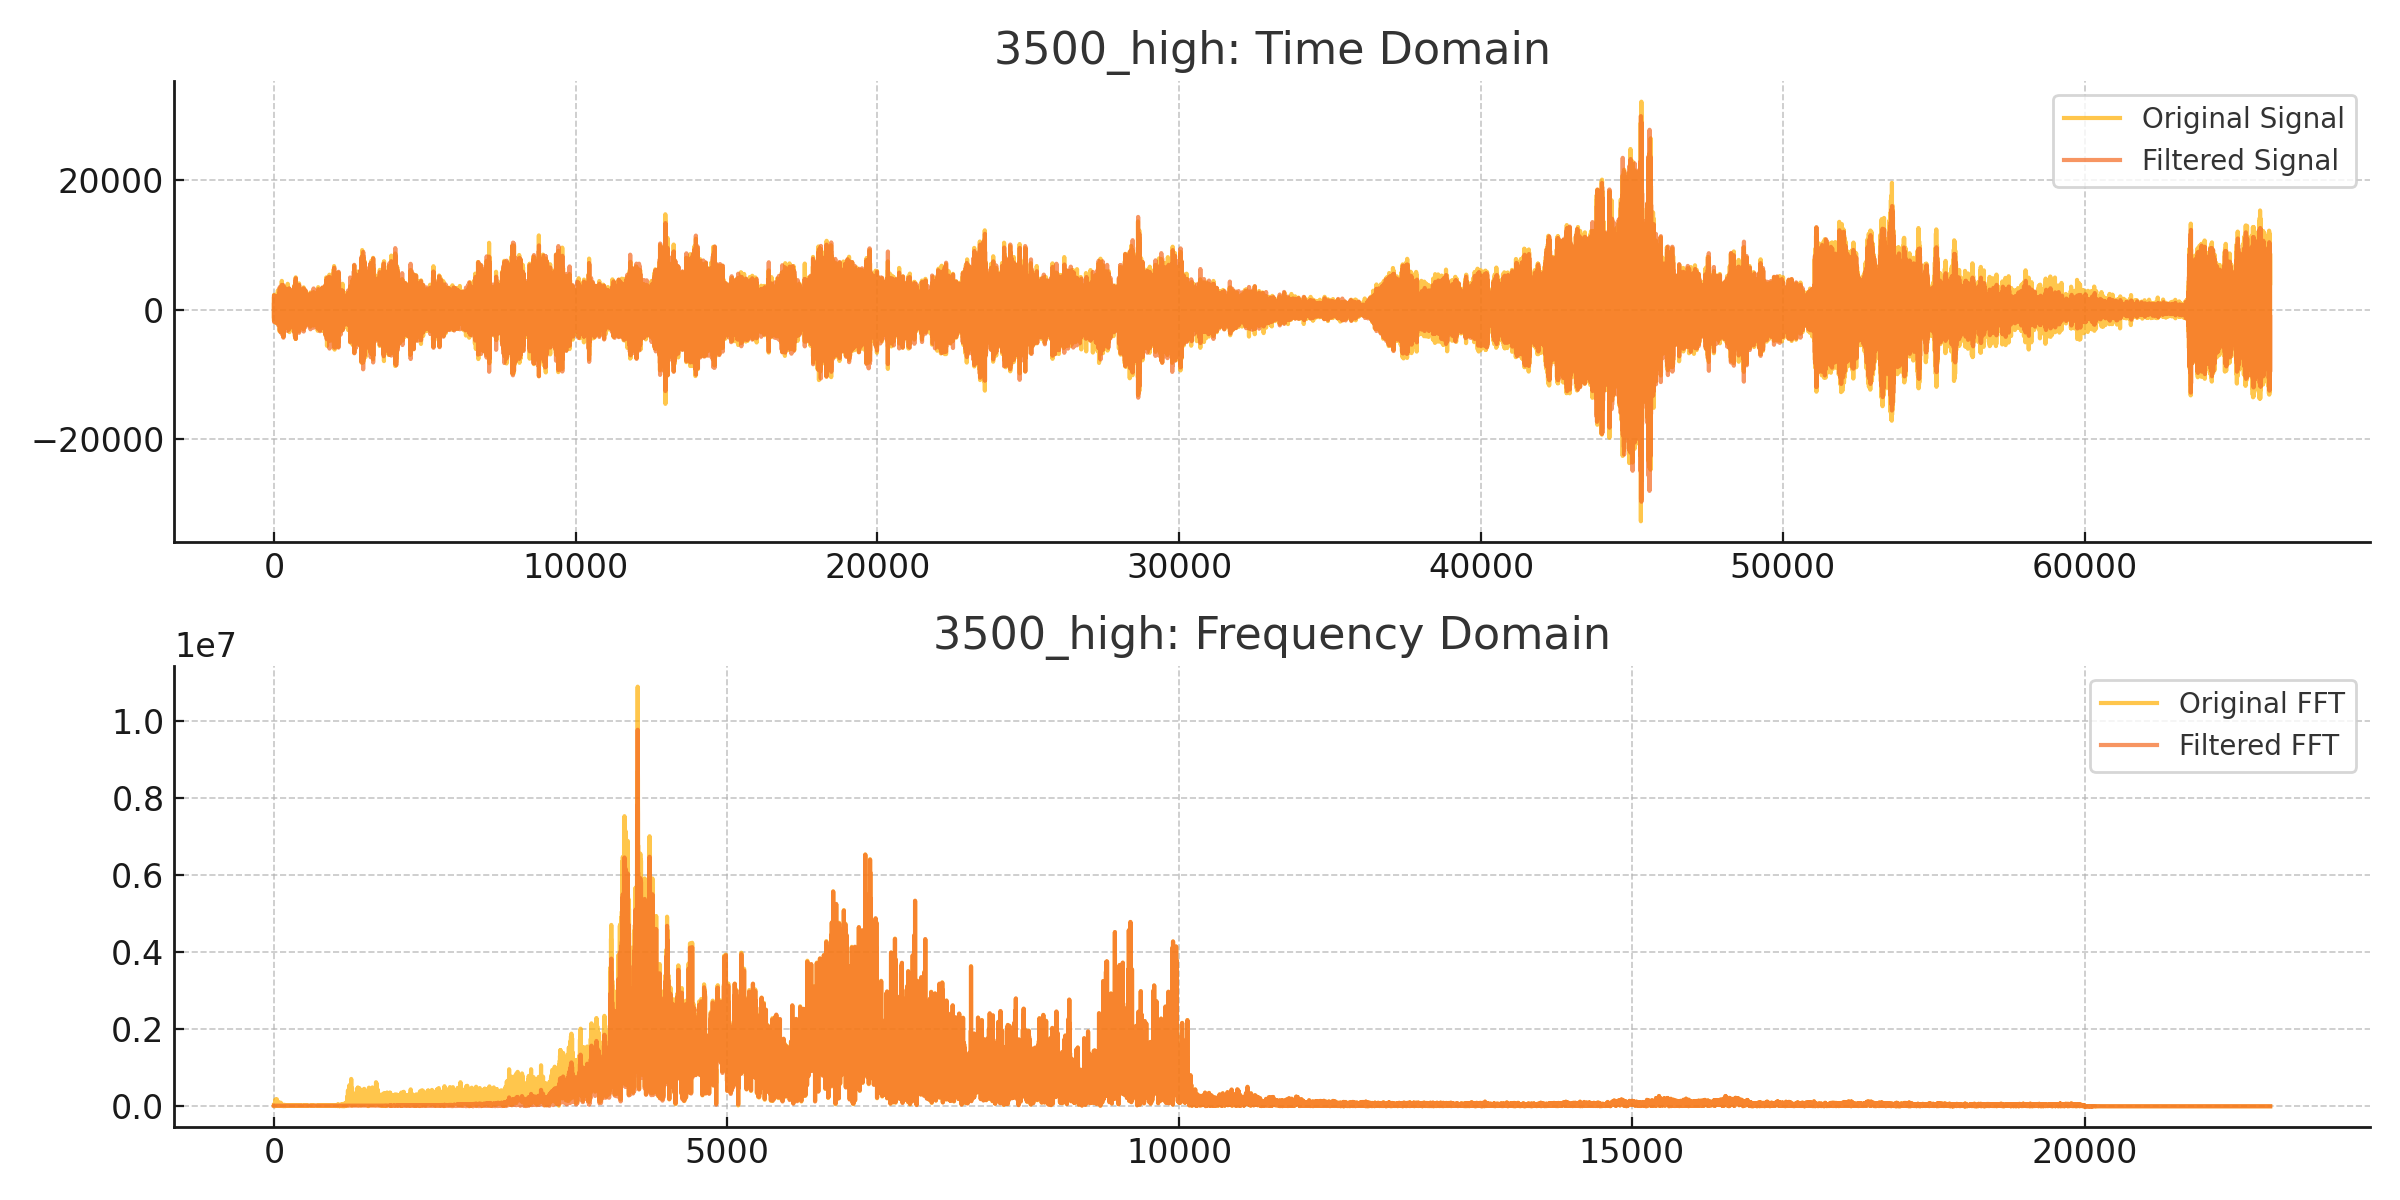 3500_high: Time Domain
Original Signal
Filtered Signal
20000
0
−20000
0 10000 20000 30000 40000 50000 60000
3500_high: Frequency Domain
1e7
Original FFT
Filtered FFT
1.0
0.8
0.6
0.4
0.2
0.0
0 5000 10000 15000 20000